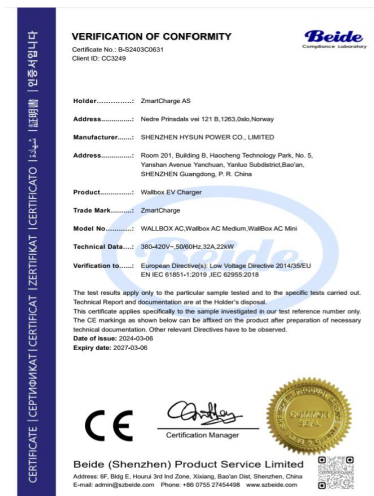 CERTIFICATE | СЕРТИФИКАТ | CERTIFICAT | ZERTIFIKAT | CERTIFICATO | شهادة | 証明書 | 인증서입니다
VERIFICATION OF CONFORMITY
Certificate No.: B-S2403C0631
Client ID: CC3249
Beide
Compliance Laboratory
Holder...............: ZmartCharge AS
Address...............: Nedre Prinsdals vei 121 B,1263,0slo,Norway
Manufacturer.......: SHENZHEN HYSUN POWER CO., LIMITED
Address...............: Room 201, Building B, Haocheng Technology Park, No. 5,
Yanshan Avenue Yanchuan, Yanluo Subdistrict,Bao'an,
SHENZHEN Guangdong, P. R. China
Product...............: Wallbox EV Charger
Trade Mark..........: ZmartCharge
Model No............: WALLBOX AC,Wallbox AC Medium,WallBox AC Mini
Technical Data....: 380-420V~,50/60Hz,32A,22kW
Verification to......: European Directive(s): Low Voltage Directive 2014/35/EU
EN IEC 61851-1:2019 ,IEC 62955:2018
Beide
The test results apply only to the particular sample tested and to the specific tests carried out.
Technical Report and documentation are at the Holder's disposal.
This certificate applies specifically to the sample investigated in our test reference number only.
The CE markings as shown below can be affixed on the product after preparation of necessary
technical documentation. Other relevant Directives have to be observed.
Date of issue: 2024-03-06
Expiry date: 2027-03-06
CE
Certification Manager
COMMON
SEAL
Beide (Shenzhen) Product Service Limited
Address: 6F, Bldg E, Hourui 3rd Ind Zone, Xixiang, Bao'an Dist, Shenzhen, China
E-mail: admin@szbeide.com Phone: +86 0755 27454498 www.szbeide.com